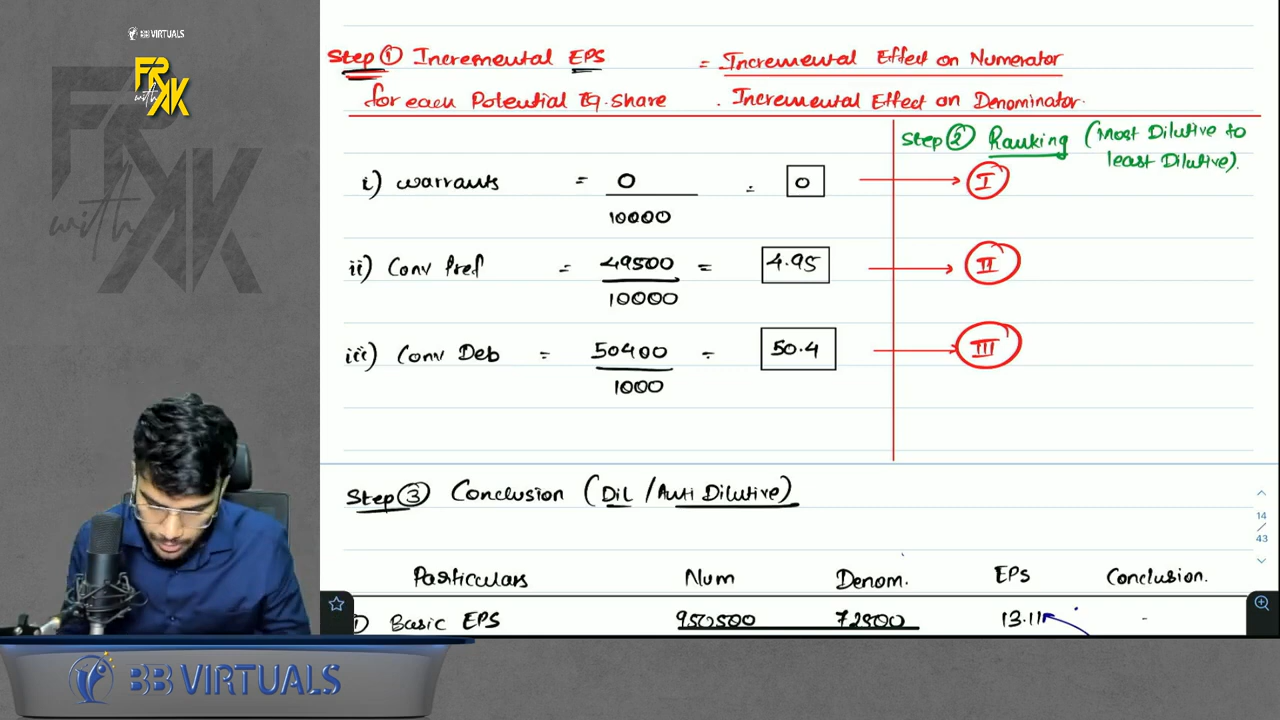 BB VIRTUALS
FR
with
AK
FR
with AK
Step ① Incremental EPS = Incremental Effect on Numerator
for each Potential Eq. share . Incremental Effect on Denominator.
Step ② Ranking (Most Dilutive to
least Dilutive).
i) warrants = 0 = 0 I
10000
ii) Conv Pref = 49500 = 4.95 II
10000
iii) Conv Deb = 50400 = 50.4 III
1000
Step ③ Conclusion (Dil / Anti Dilutive)
14
/
43
Particulars Num Denom. EPS Conclusion.
Basic EPS 950500 13.11
BB VIRTUALS